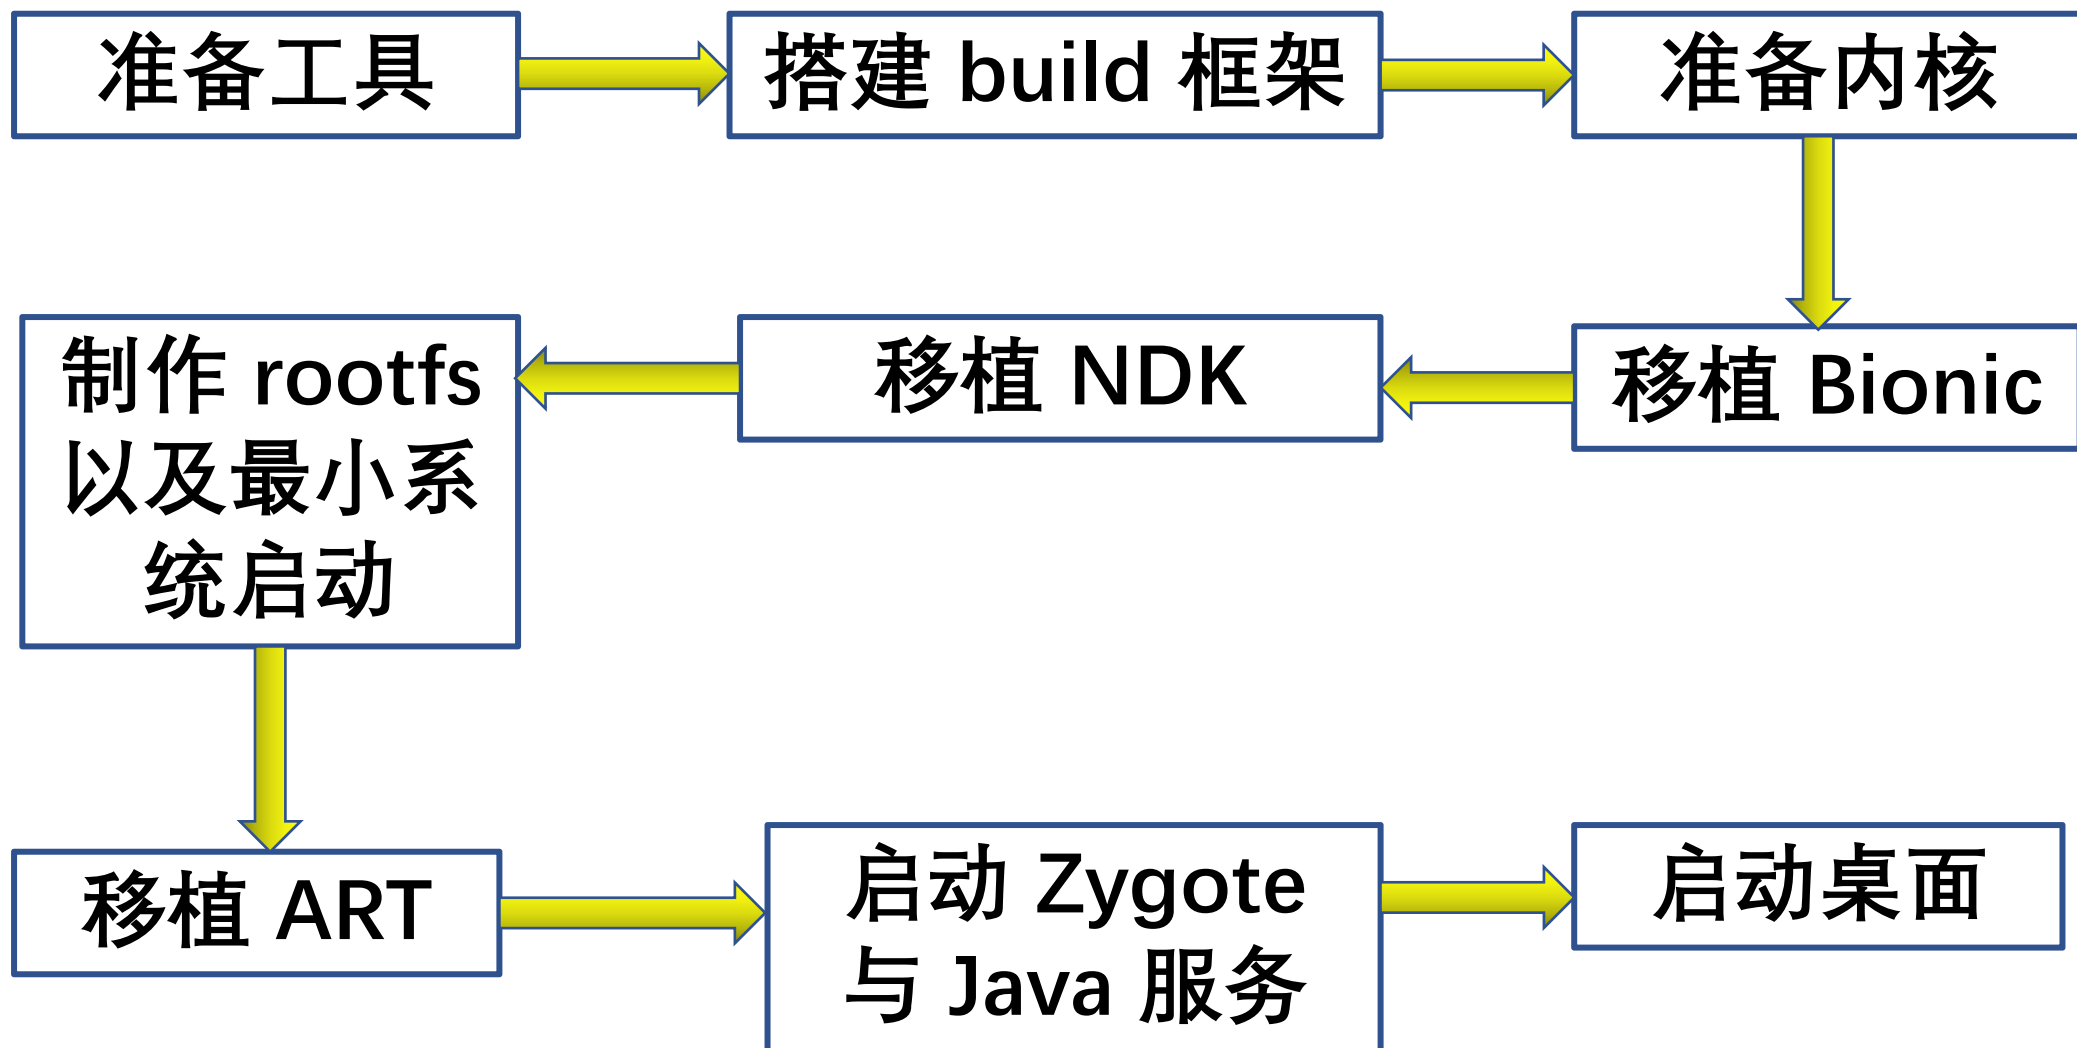 准备工具
搭建 build 框架
准备内核
移植 Bionic
移植 NDK
制作 rootfs
以及最小系
统启动
移植 ART
启动 Zygote
与 Java 服务
启动桌面